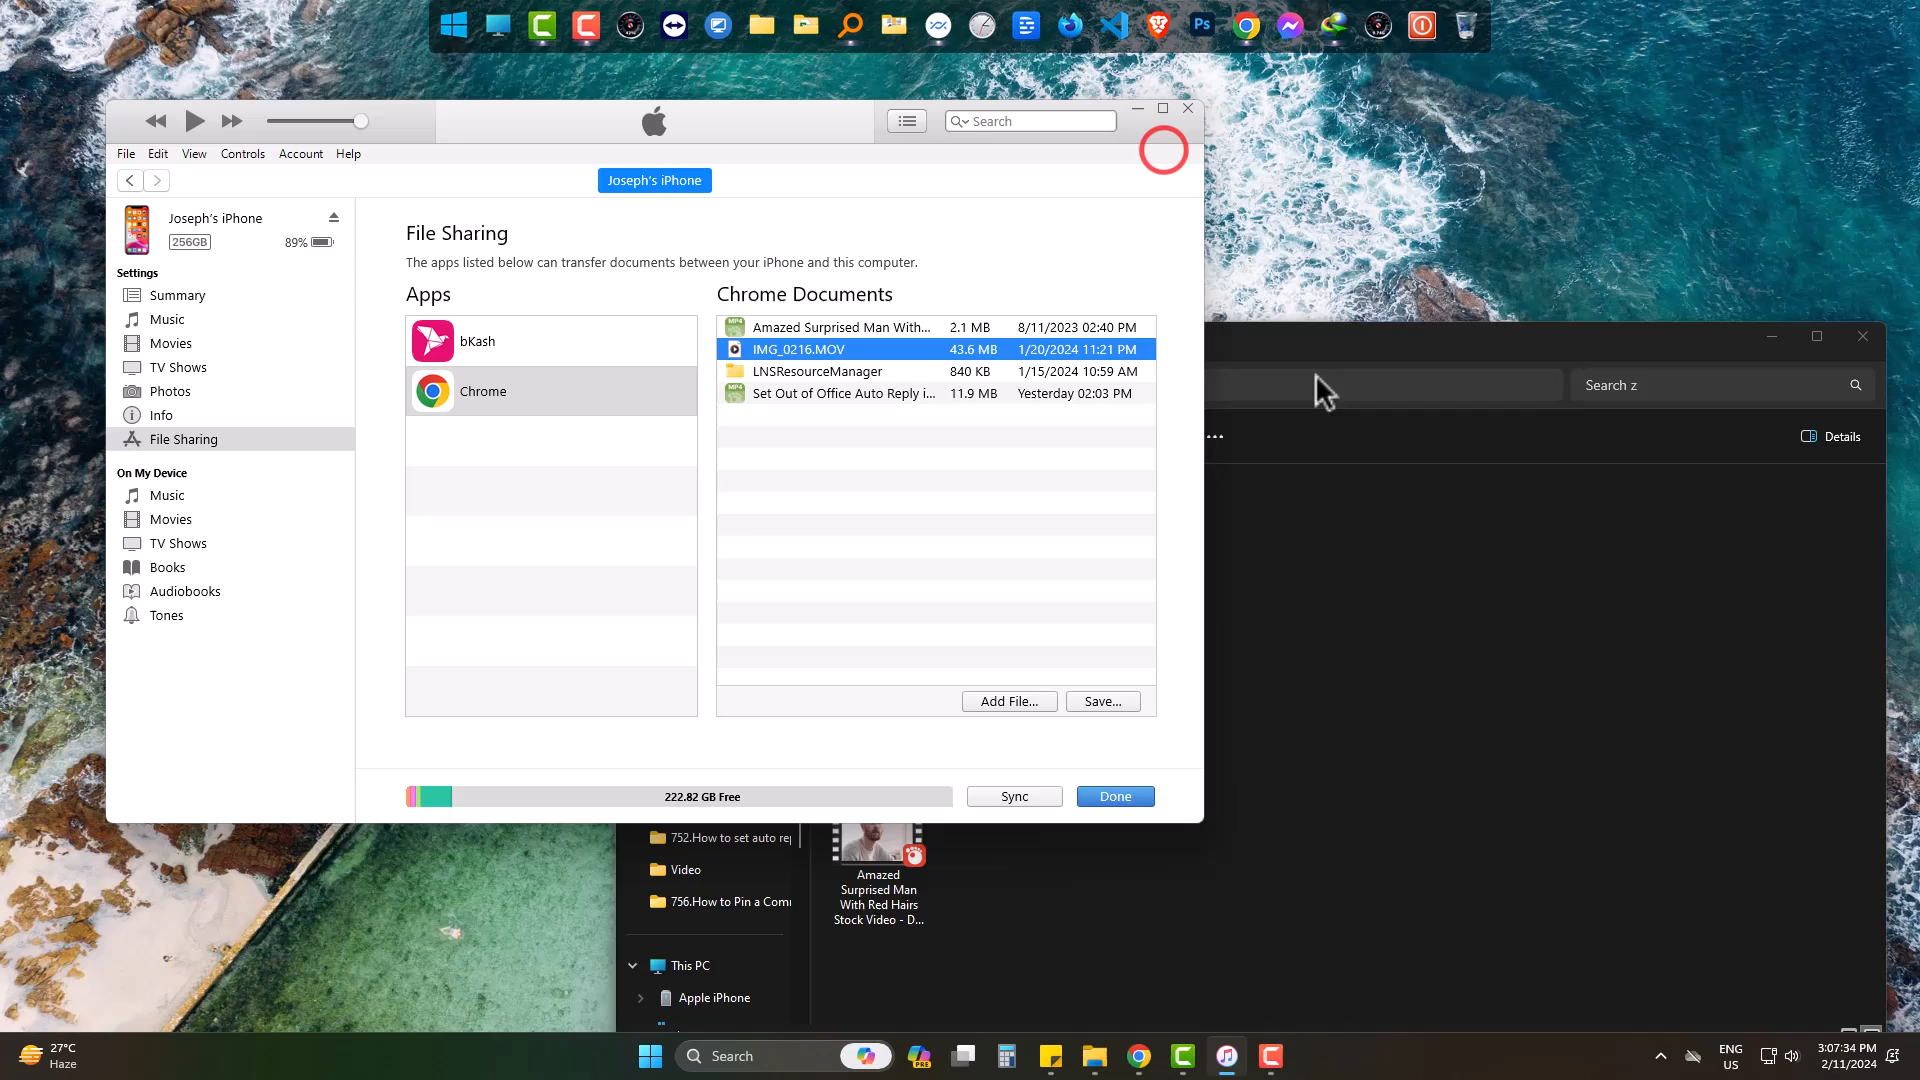 Search
File Edit View Controls Account Help
Joseph's iPhone
Joseph's iPhone
256GB 89%
Settings
Summary
Music
Movies
TV Shows
Photos
Info
File Sharing
On My Device
Music
Movies
TV Shows
Books
Audiobooks
Tones
File Sharing
The apps listed below can transfer documents between your iPhone and this computer.
Apps
bKash
Chrome
Chrome Documents
Amazed Surprised Man With... 2.1 MB 8/11/2023 02:40 PM
IMG_0216.MOV 43.6 MB 1/20/2024 11:21 PM
LNSResourceManager 840 KB 1/15/2024 10:59 AM
Set Out of Office Auto Reply i... 11.9 MB Yesterday 02:03 PM
Add File... Save...
222.82 GB Free Sync Done
Search z
Details
752.How to set auto rep
Video
756.How to Pin a Comm
This PC
Apple iPhone
Amazed
Surprised Man
With Red Hairs
Stock Video - D...
27°C
Haze
Search
ENG
US
3:07:34 PM
2/11/2024